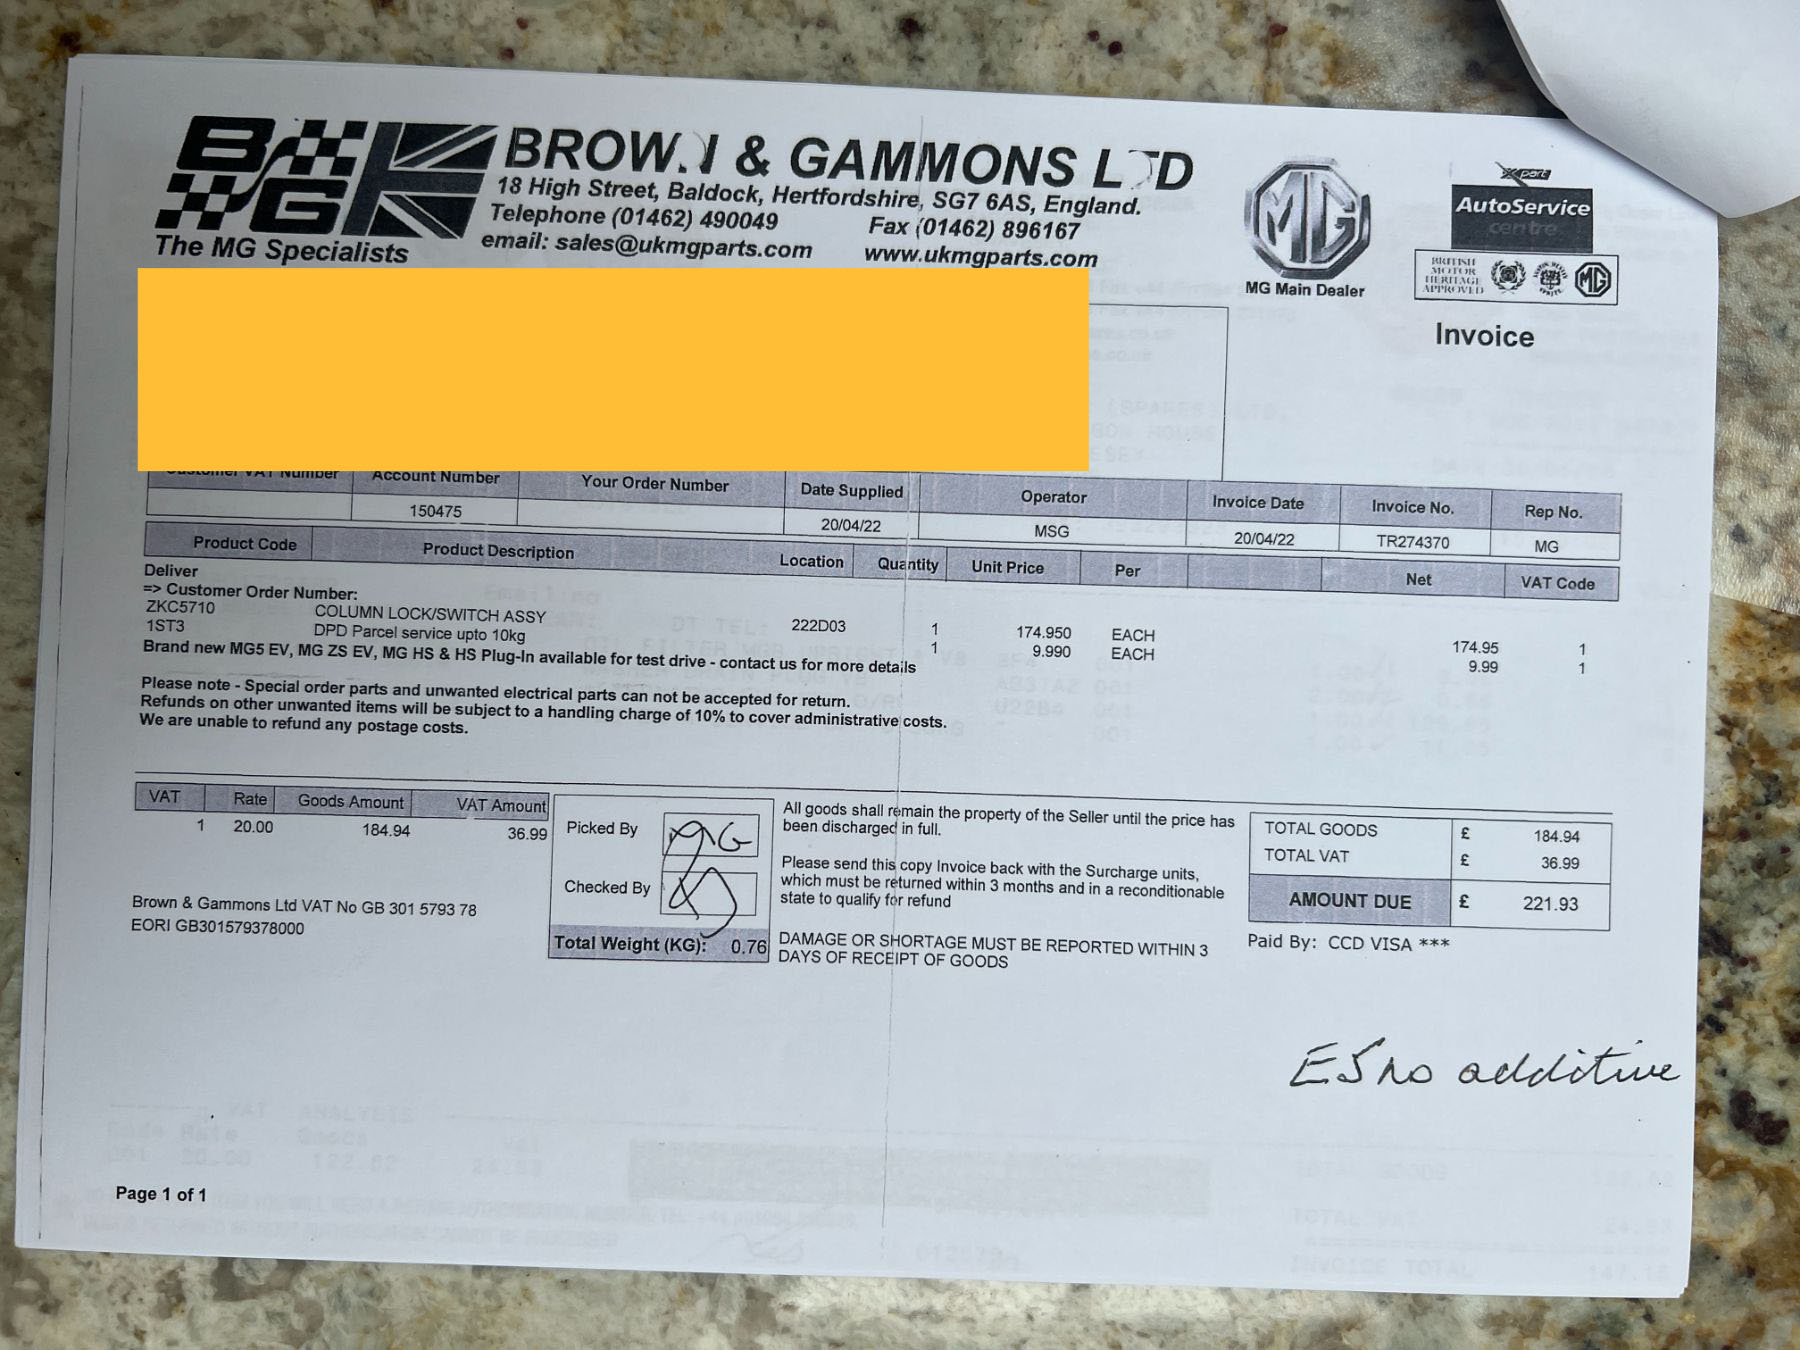 BROWN & GAMMONS LTD
18 High Street, Baldock, Hertfordshire, SG7 6AS, England.
Telephone (01462) 490049 Fax (01462) 896167
email: sales@ukmgparts.com www.ukmgparts.com
B
G
The MG Specialists
MG
MG Main Dealer
Xpart
AutoService
centre
BRITISH
MOTOR
HERITAGE
APPROVED
MG
Invoice
Customer VAT Number Account Number Your Order Number Date Supplied Operator Invoice Date Invoice No. Rep No.
150475 20/04/22 MSG 20/04/22 TR274370 MG
Product Code Product Description Location Quantity Unit Price Per Net VAT Code
Deliver
=> Customer Order Number:
ZKC5710 COLUMN LOCK/SWITCH ASSY 222D03 1 174.950 EACH 174.95 1
1ST3 DPD Parcel service upto 10kg 1 9.990 EACH 9.99 1
Brand new MG5 EV, MG ZS EV, MG HS & HS Plug-In available for test drive - contact us for more details
Please note - Special order parts and unwanted electrical parts can not be accepted for return.
Refunds on other unwanted items will be subject to a handling charge of 10% to cover administrative costs.
We are unable to refund any postage costs.
VAT Rate Goods Amount VAT Amount
1 20.00 184.94 36.99
Brown & Gammons Ltd VAT No GB 301 5793 78
EORI GB301579378000
Picked By
Checked By
Total Weight (KG): 0.76
All goods shall remain the property of the Seller until the price has
been discharged in full.
Please send this copy Invoice back with the Surcharge units,
which must be returned within 3 months and in a reconditionable
state to qualify for refund
DAMAGE OR SHORTAGE MUST BE REPORTED WITHIN 3
DAYS OF RECEIPT OF GOODS
TOTAL GOODS £ 184.94
TOTAL VAT £ 36.99
AMOUNT DUE £ 221.93
Paid By: CCD VISA ***
E5 no additive
Page 1 of 1